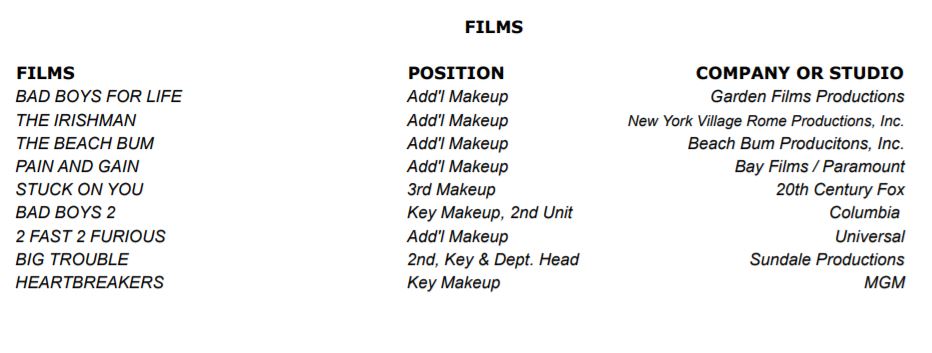 FILMS
FILMS POSITION COMPANY OR STUDIO
BAD BOYS FOR LIFE Add'l Makeup Garden Films Productions
THE IRISHMAN Add'l Makeup New York Village Rome Productions, Inc.
THE BEACH BUM Add'l Makeup Beach Bum Producitons, Inc.
PAIN AND GAIN Add'l Makeup Bay Films / Paramount
STUCK ON YOU 3rd Makeup 20th Century Fox
BAD BOYS 2 Key Makeup, 2nd Unit Columbia
2 FAST 2 FURIOUS Add'l Makeup Universal
BIG TROUBLE 2nd, Key & Dept. Head Sundale Productions
HEARTBREAKERS Key Makeup MGM